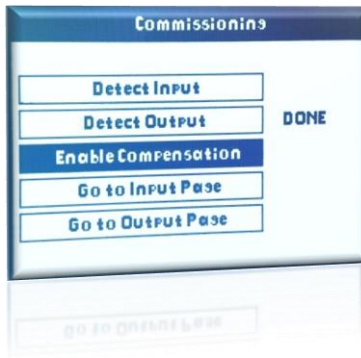 Commissioning
Detect Input
Detect Output DONE
Enable Compensation
Go to Input Page
Go to Output Page